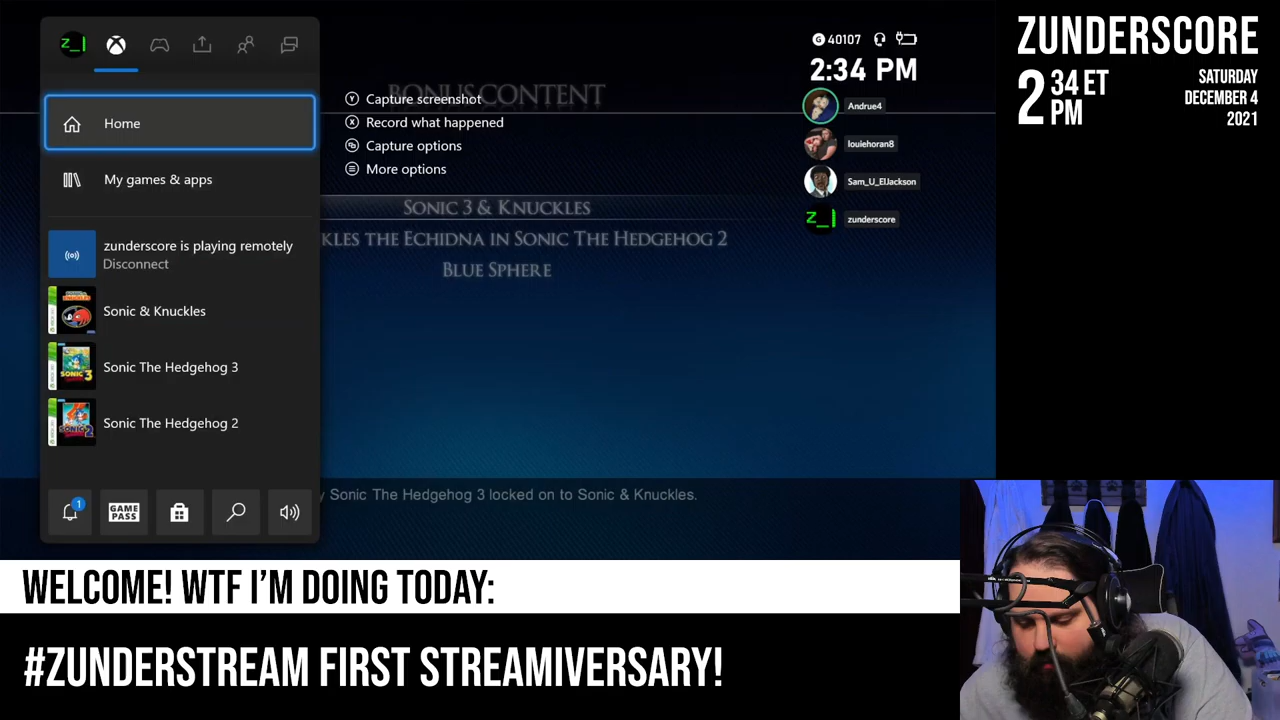 Home
My games & apps
zunderscore is playing remotely
Disconnect
Sonic & Knuckles
Sonic The Hedgehog 3
Sonic The Hedgehog 2
1
GAME PASS
BONUS CONTENT
Capture screenshot
Record what happened
Capture options
More options
SONIC 3 & KNUCKLES
KLES THE ECHIDNA IN SONIC THE HEDGEHOG 2
BLUE SPHERE
y Sonic The Hedgehog 3 locked on to Sonic & Knuckles.
G 40107
2:34 PM
Andrue4
louiehoran8
Sam_U_ElJackson
z_| zunderscore
ZUNDERSCORE
2 34 ET
PM
SATURDAY
DECEMBER 4
2021
WELCOME! WTF I'M DOING TODAY:
#ZUNDERSTREAM FIRST STREAMIVERSARY!